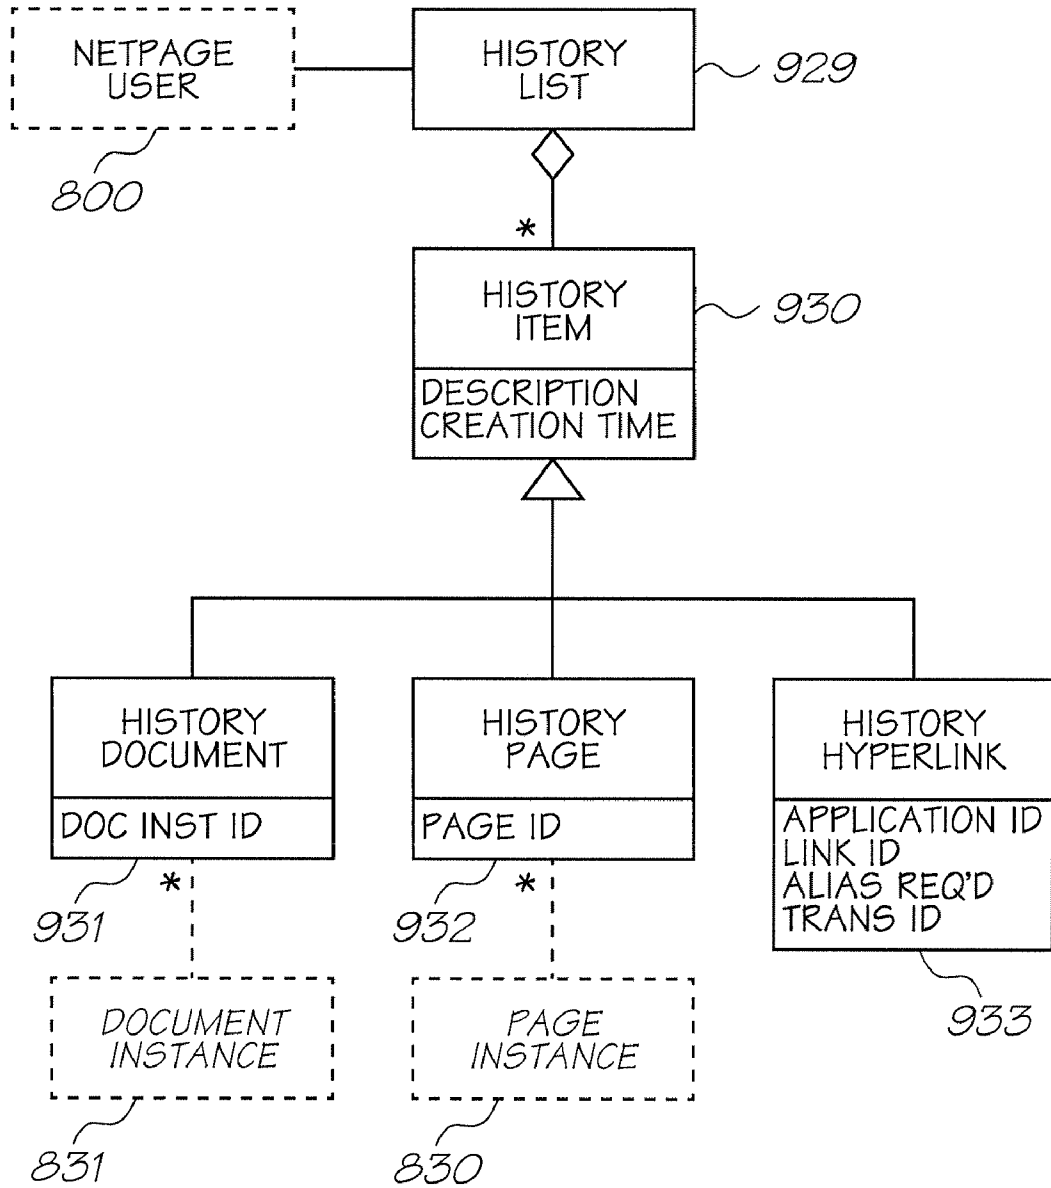 NETPAGE
USER
HISTORY
LIST
929
800
*
HISTORY
ITEM
930
DESCRIPTION
CREATION TIME
HISTORY
DOCUMENT
HISTORY
PAGE
HISTORY
HYPERLINK
DOC INST ID
PAGE ID
APPLICATION ID
LINK ID
ALIAS REQ'D
TRANS ID
*
*
931
932
933
DOCUMENT
INSTANCE
PAGE
INSTANCE
831
830